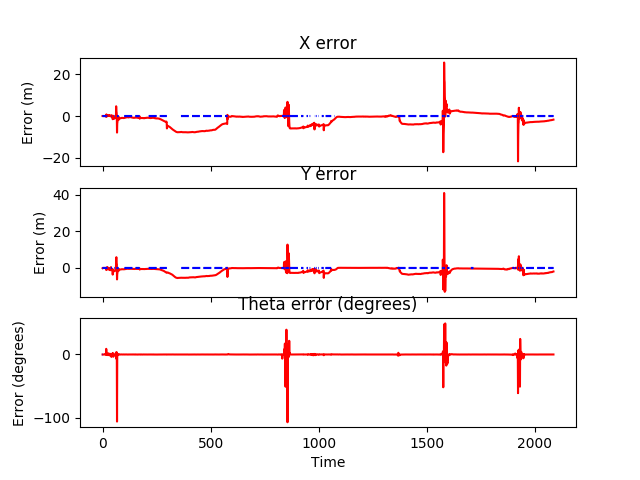 X error
Error (m)
20
0
−20
Y error
Error (m)
40
20
0
Theta error (degrees)
Error (degrees)
0
−100
0 500 1000 1500 2000
Time